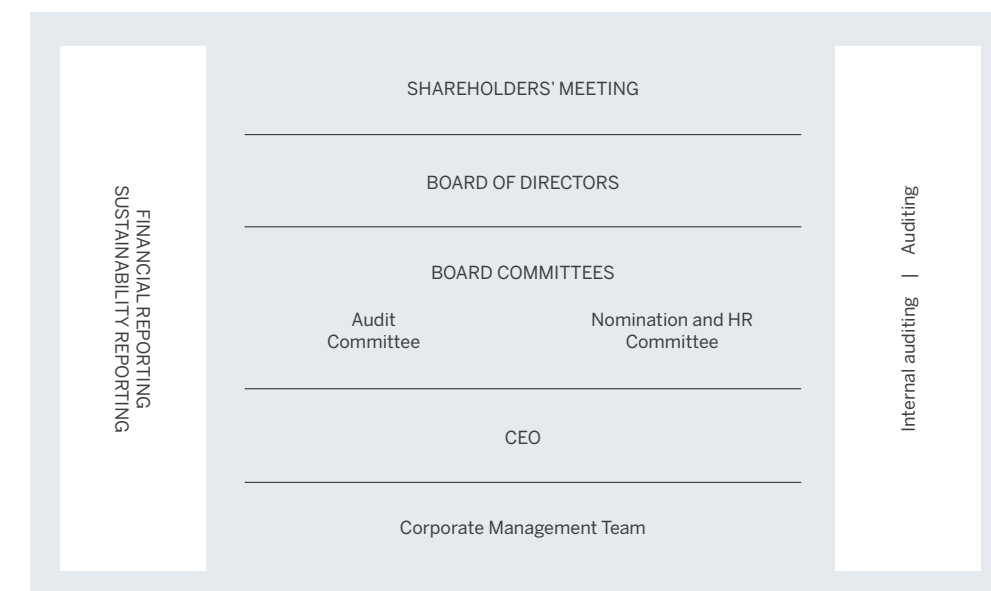 FINANCIAL REPORTING
SUSTAINABILITY REPORTING
SHAREHOLDERS’ MEETING
BOARD OF DIRECTORS
BOARD COMMITTEES
Audit
Committee
Nomination and HR
Committee
CEO
Corporate Management Team
Internal auditing | Auditing